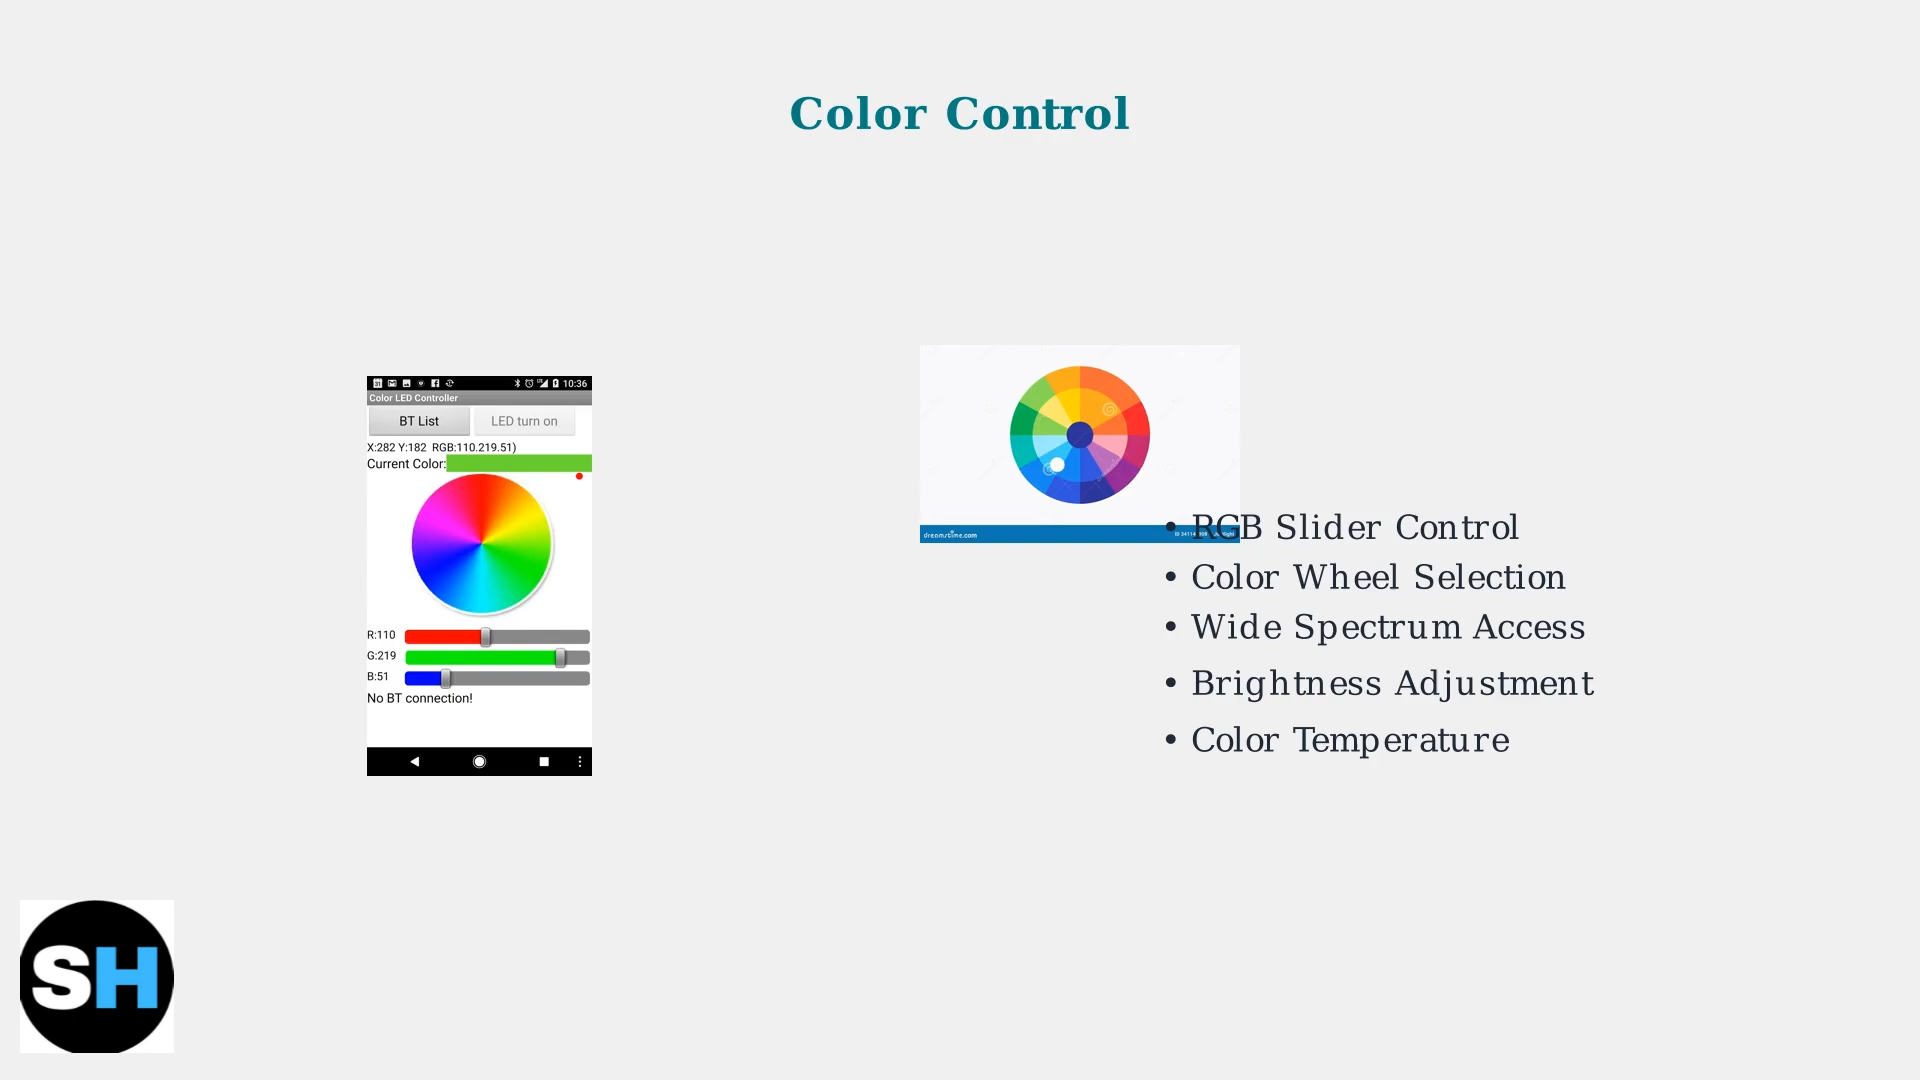 Color Control
10:36
Color LED Controller
BT List
LED turn on
X:282 Y:182 RGB:110.219.51)
Current Color:
R:110
G:219
B:51
No BT connection!
dreamstime.com
• RGB Slider Control
• Color Wheel Selection
• Wide Spectrum Access
• Brightness Adjustment
• Color Temperature
SH